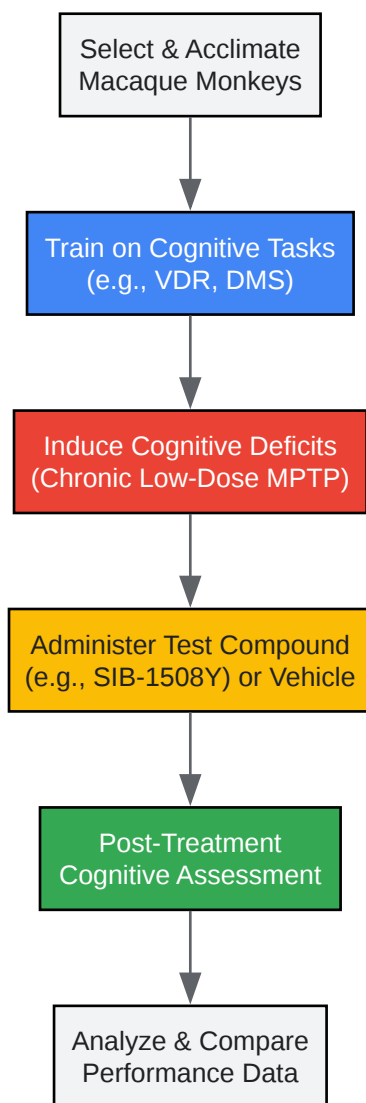 Select & Acclimate
Macaque Monkeys
Train on Cognitive Tasks
(e.g., VDR, DMS)
Induce Cognitive Deficits
(Chronic Low-Dose MPTP)
Administer Test Compound
(e.g., SIB-1508Y) or Vehicle
Post-Treatment
Cognitive Assessment
Analyze & Compare
Performance Data